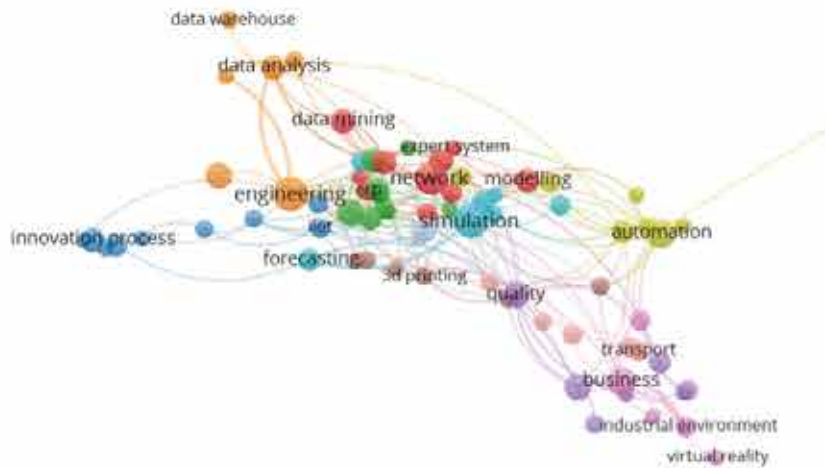 data warehouse
data analysis
data mining
expert system
network
modelling
engineering
simulation
iot
innovation process
automation
forecasting
3d printing
quality
transport
business
industrial environment
virtual reality